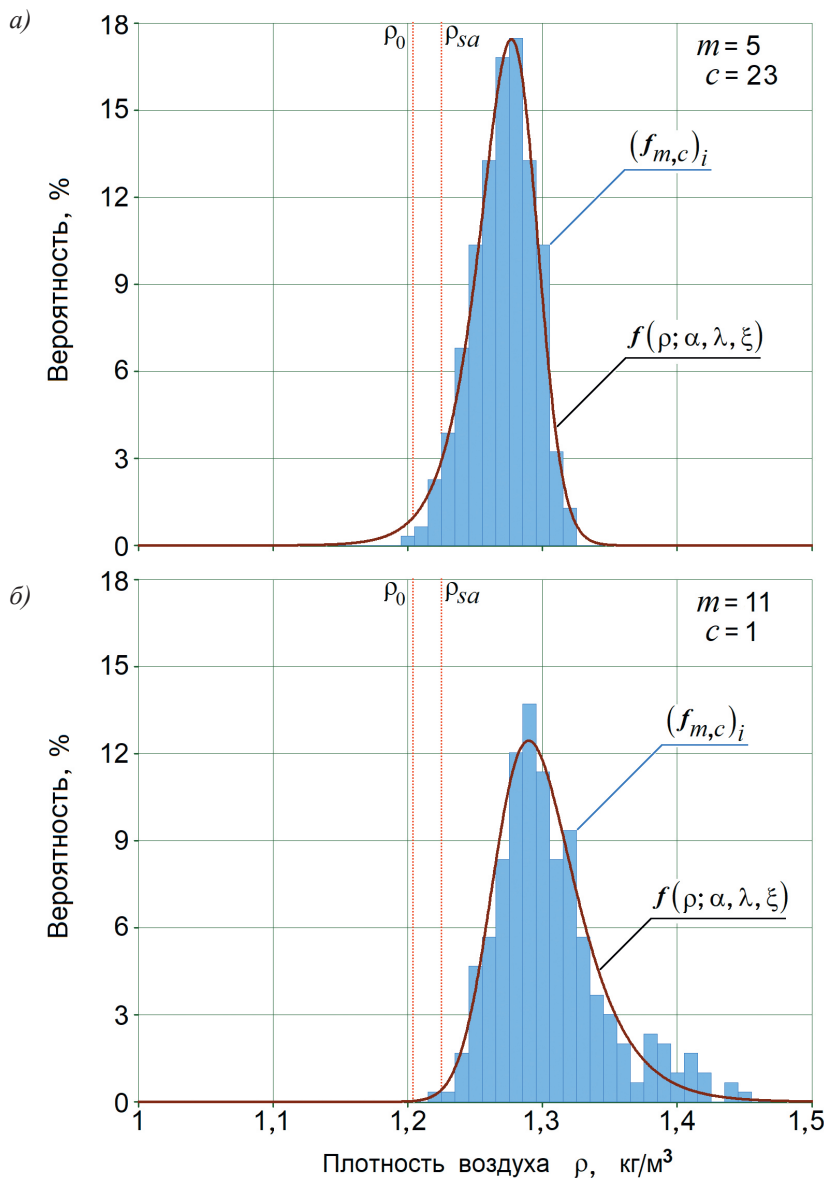 а)
18
15
12
9
6
3
0
Вероятность, %
ρ0 ρsa
m = 5
c = 23
(fm,c)i
f(ρ; α, λ, ξ)
б)
18
15
12
9
6
3
0
Вероятность, %
ρ0 ρsa
m = 11
c = 1
(fm,c)i
f(ρ; α, λ, ξ)
1 1,1 1,2 1,3 1,4 1,5
Плотность воздуха ρ, кг/м³